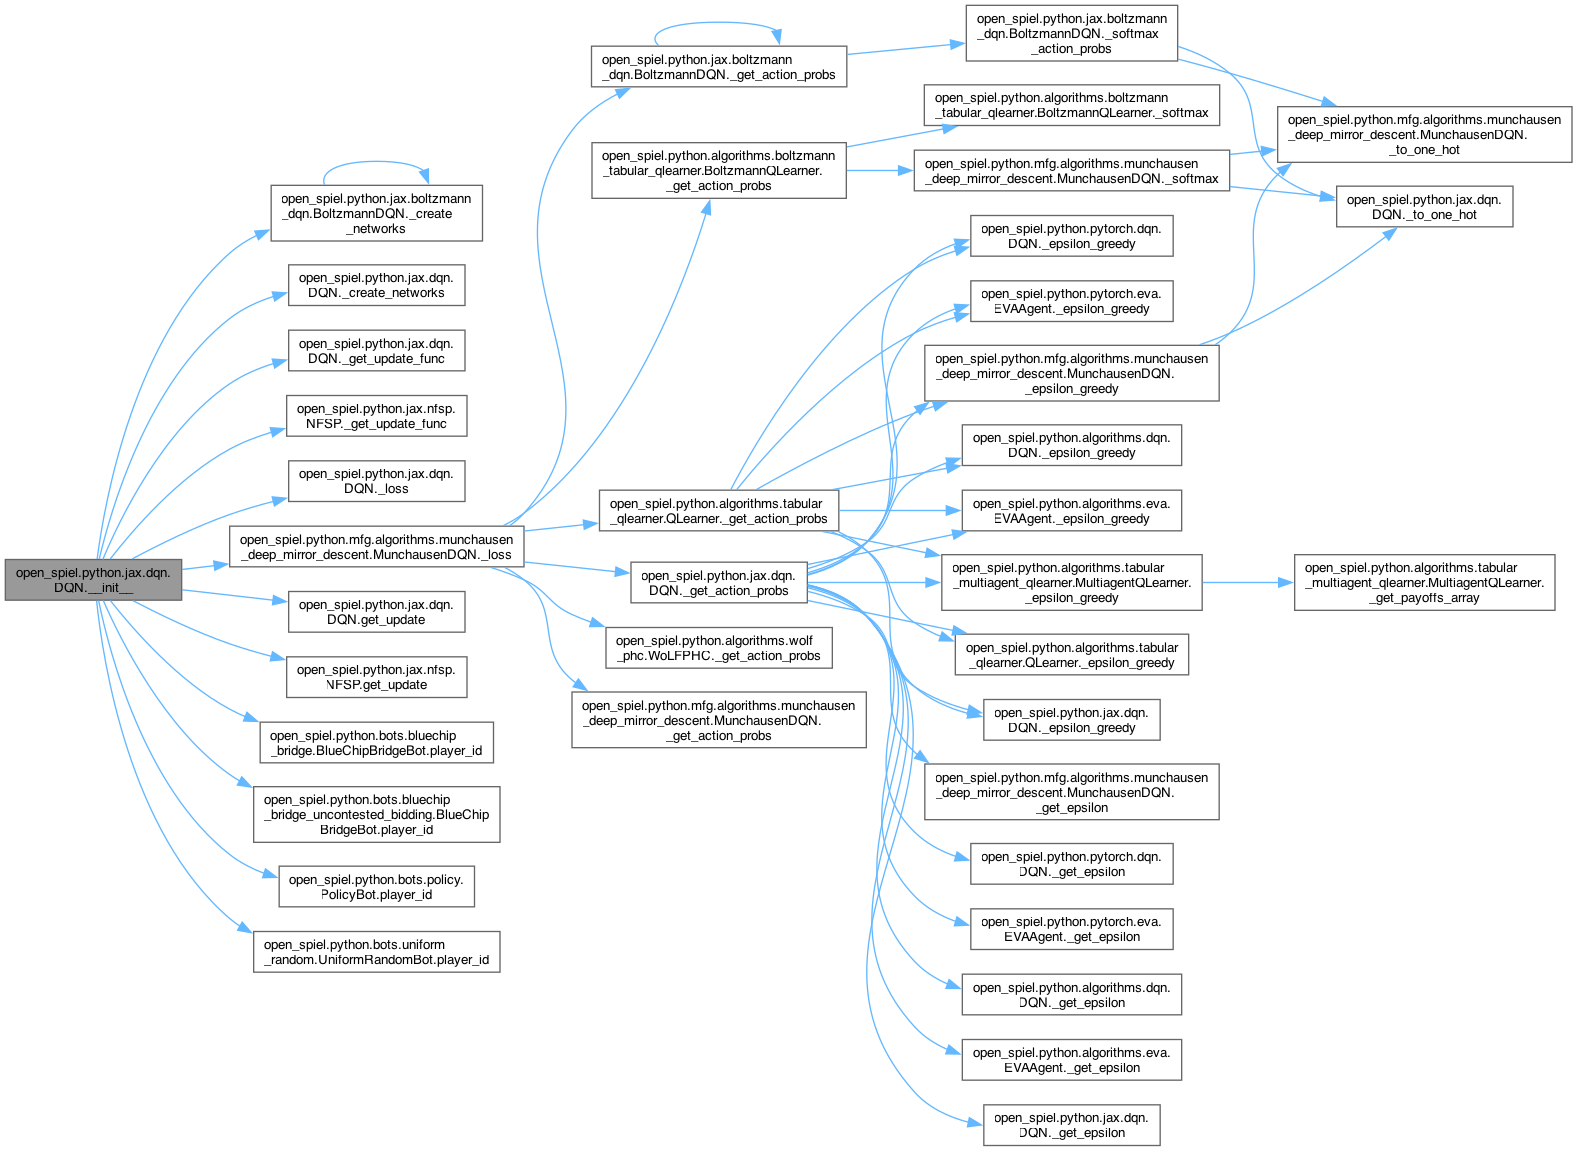 open_spiel.python.jax.dqn.
DQN.__init__
open_spiel.python.jax.boltzmann
_dqn.BoltzmannDQN._create
_networks
open_spiel.python.jax.dqn.
DQN._create_networks
open_spiel.python.jax.dqn.
DQN._get_update_func
open_spiel.python.jax.nfsp.
NFSP._get_update_func
open_spiel.python.jax.dqn.
DQN._loss
open_spiel.python.mfg.algorithms.munchausen
_deep_mirror_descent.MunchausenDQN._loss
open_spiel.python.jax.dqn.
DQN.get_update
open_spiel.python.jax.nfsp.
NFSP.get_update
open_spiel.python.bots.bluechip
_bridge.BlueChipBridgeBot.player_id
open_spiel.python.bots.bluechip
_bridge_uncontested_bidding.BlueChip
BridgeBot.player_id
open_spiel.python.bots.policy.
PolicyBot.player_id
open_spiel.python.bots.uniform
_random.UniformRandomBot.player_id
open_spiel.python.jax.boltzmann
_dqn.BoltzmannDQN._get_action_probs
open_spiel.python.algorithms.boltzmann
_tabular_qlearner.BoltzmannQLearner.
_get_action_probs
open_spiel.python.algorithms.tabular
_qlearner.QLearner._get_action_probs
open_spiel.python.jax.dqn.
DQN._get_action_probs
open_spiel.python.algorithms.wolf
_phc.WoLFPHC._get_action_probs
open_spiel.python.mfg.algorithms.munchausen
_deep_mirror_descent.MunchausenDQN.
_get_action_probs
open_spiel.python.jax.boltzmann
_dqn.BoltzmannDQN._softmax
_action_probs
open_spiel.python.algorithms.boltzmann
_tabular_qlearner.BoltzmannQLearner._softmax
open_spiel.python.mfg.algorithms.munchausen
_deep_mirror_descent.MunchausenDQN._softmax
open_spiel.python.pytorch.dqn.
DQN._epsilon_greedy
open_spiel.python.pytorch.eva.
EVAAgent._epsilon_greedy
open_spiel.python.mfg.algorithms.munchausen
_deep_mirror_descent.MunchausenDQN.
_epsilon_greedy
open_spiel.python.algorithms.dqn.
DQN._epsilon_greedy
open_spiel.python.algorithms.eva.
EVAAgent._epsilon_greedy
open_spiel.python.algorithms.tabular
_multiagent_qlearner.MultiagentQLearner.
_epsilon_greedy
open_spiel.python.algorithms.tabular
_qlearner.QLearner._epsilon_greedy
open_spiel.python.jax.dqn.
DQN._epsilon_greedy
open_spiel.python.mfg.algorithms.munchausen
_deep_mirror_descent.MunchausenDQN.
_get_epsilon
open_spiel.python.pytorch.dqn.
DQN._get_epsilon
open_spiel.python.pytorch.eva.
EVAAgent._get_epsilon
open_spiel.python.algorithms.dqn.
DQN._get_epsilon
open_spiel.python.algorithms.eva.
EVAAgent._get_epsilon
open_spiel.python.jax.dqn.
DQN._get_epsilon
open_spiel.python.mfg.algorithms.munchausen
_deep_mirror_descent.MunchausenDQN.
_to_one_hot
open_spiel.python.jax.dqn.
DQN._to_one_hot
open_spiel.python.algorithms.tabular
_multiagent_qlearner.MultiagentQLearner.
_get_payoffs_array